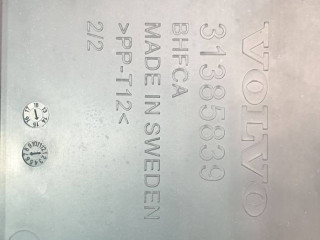 VOLVO
31385839
BHFCA
MADE IN SWEDEN
>PP-T12<
2/2